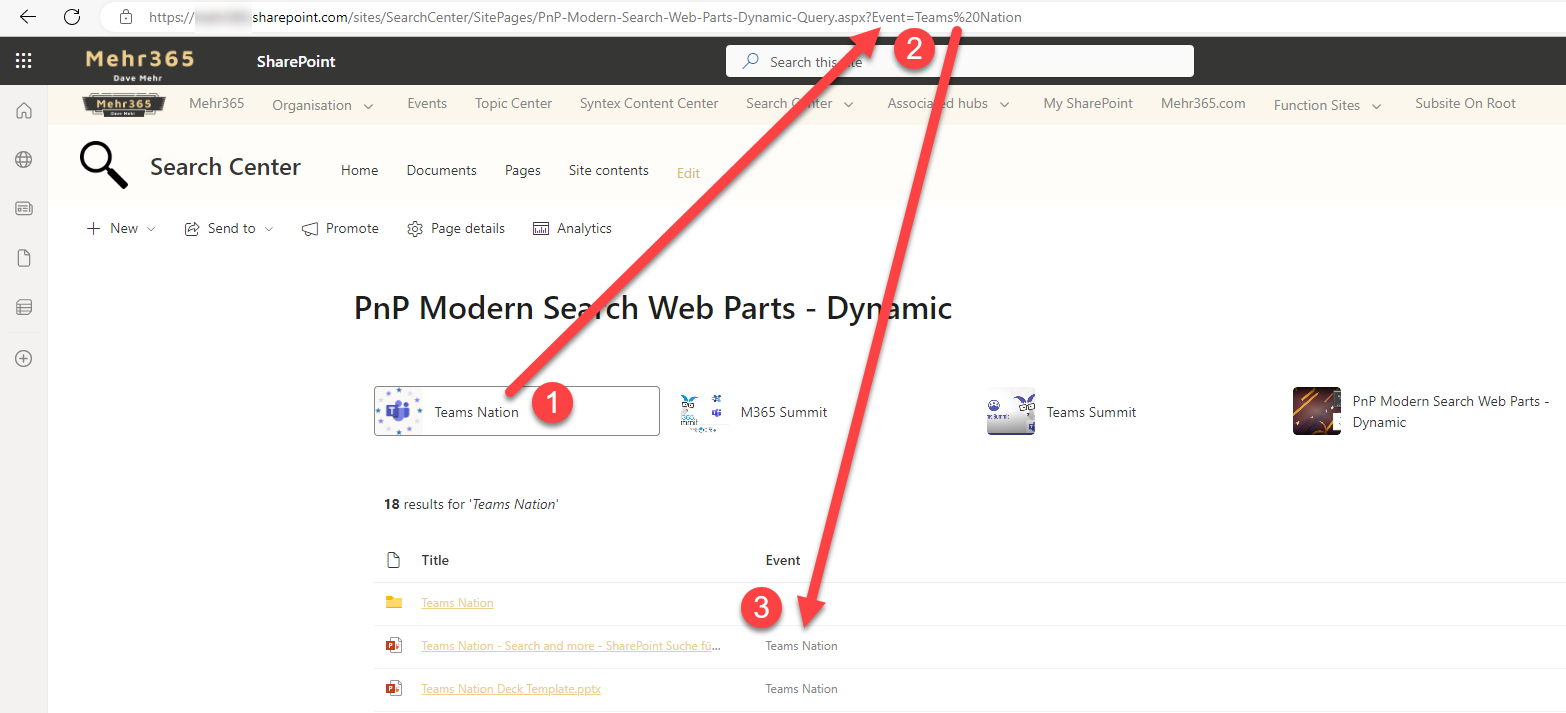 https:// sharepoint.com/sites/SearchCenter/SitePages/PnP-Modern-Search-Web-Parts-Dynamic-Query.aspx?Event=Teams%20Nation
2
Mehr365
Dave Mehr
SharePoint
Search this site
Mehr365
Dave Mehr
Mehr365
Organisation
Events
Topic Center
Syntex Content Center
Search Center
Associated hubs
My SharePoint
Mehr365.com
Function Sites
Subsite On Root
Search Center
Home
Documents
Pages
Site contents
Edit
New
Send to
Promote
Page details
Analytics
PnP Modern Search Web Parts - Dynamic
Teams Nation
1
M365 Summit
Teams Summit
PnP Modern Search Web Parts -
Dynamic
18 results for 'Teams Nation'
Title
Event
Teams Nation
3
Teams Nation - Search and more - SharePoint Suche fü...
Teams Nation
Teams Nation Deck Template.pptx
Teams Nation